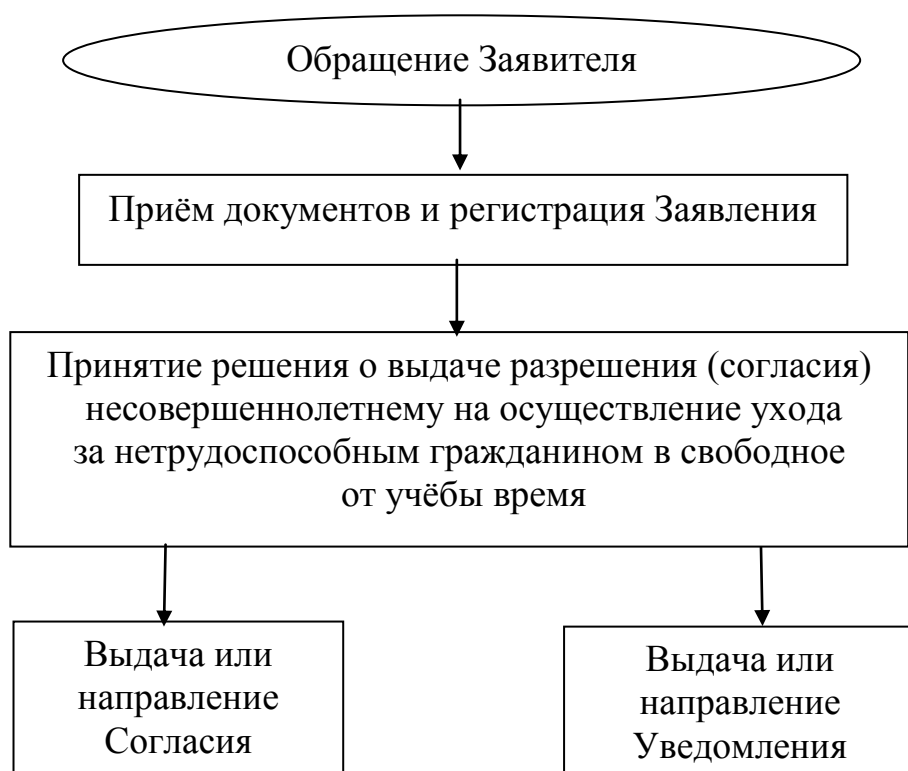 Обращение Заявителя
Приём документов и регистрация Заявления
Принятие решения о выдаче разрешения (согласия)
несовершеннолетнему на осуществление ухода
за нетрудоспособным гражданином в свободное
от учёбы время
Выдача или
направление
Согласия
Выдача или
направление
Уведомления